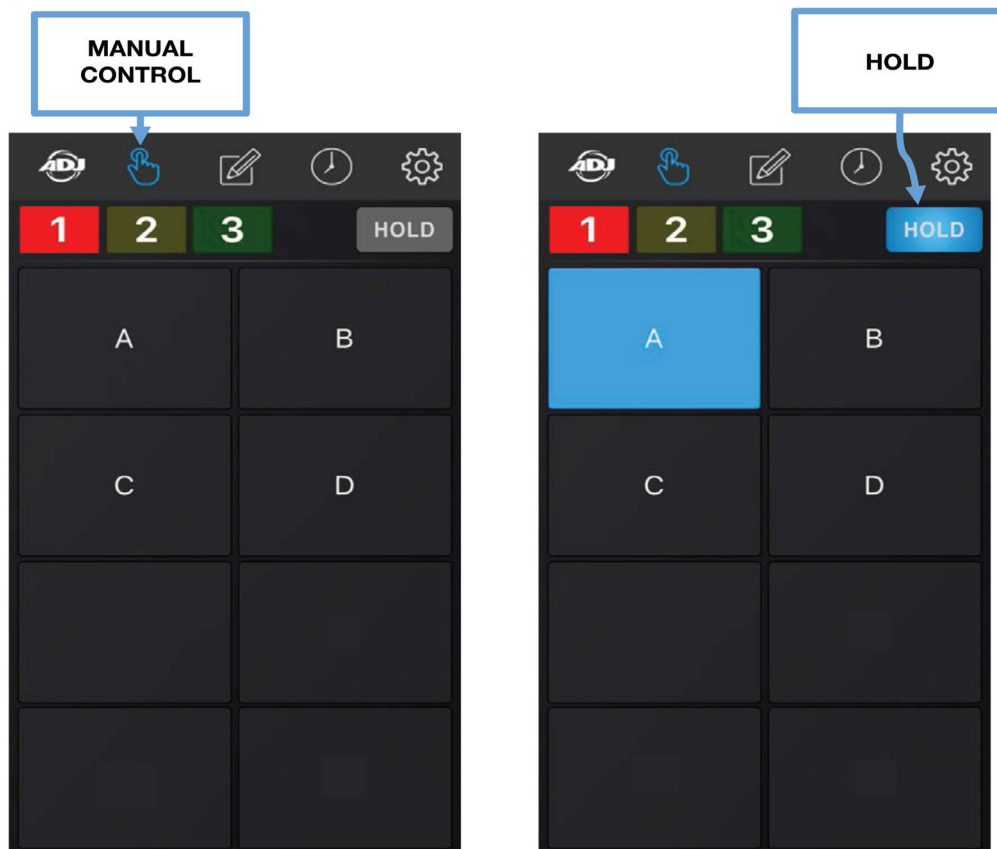 MANUAL
CONTROL
HOLD
ADJ
1 2 3 HOLD
A B
C D
ADJ
1 2 3 HOLD
A B
C D